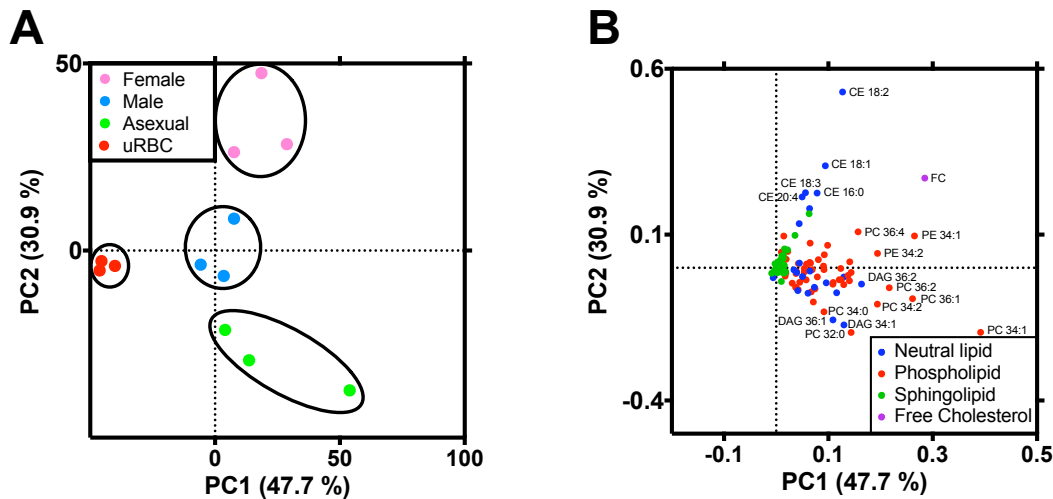 A
50
0
PC2 (30.9 %)
Female
Male
Asexual
uRBC
0
50
100
PC1 (47.7 %)
B
0.6
0.1
-0.4
PC2 (30.9 %)
CE 18:2
CE 18:1
FC
CE 18:3
CE 16:0
CE 20:4
PC 36:4
PE 34:1
PE 34:2
DAG 36:2
PC 36:2
PC 36:1
PC 34:2
PC 34:0
DAG 36:1
DAG 34:1
PC 32:0
PC 34:1
Neutral lipid
Phospholipid
Sphingolipid
Free Cholesterol
-0.1
0.1
0.3
0.5
PC1 (47.7 %)